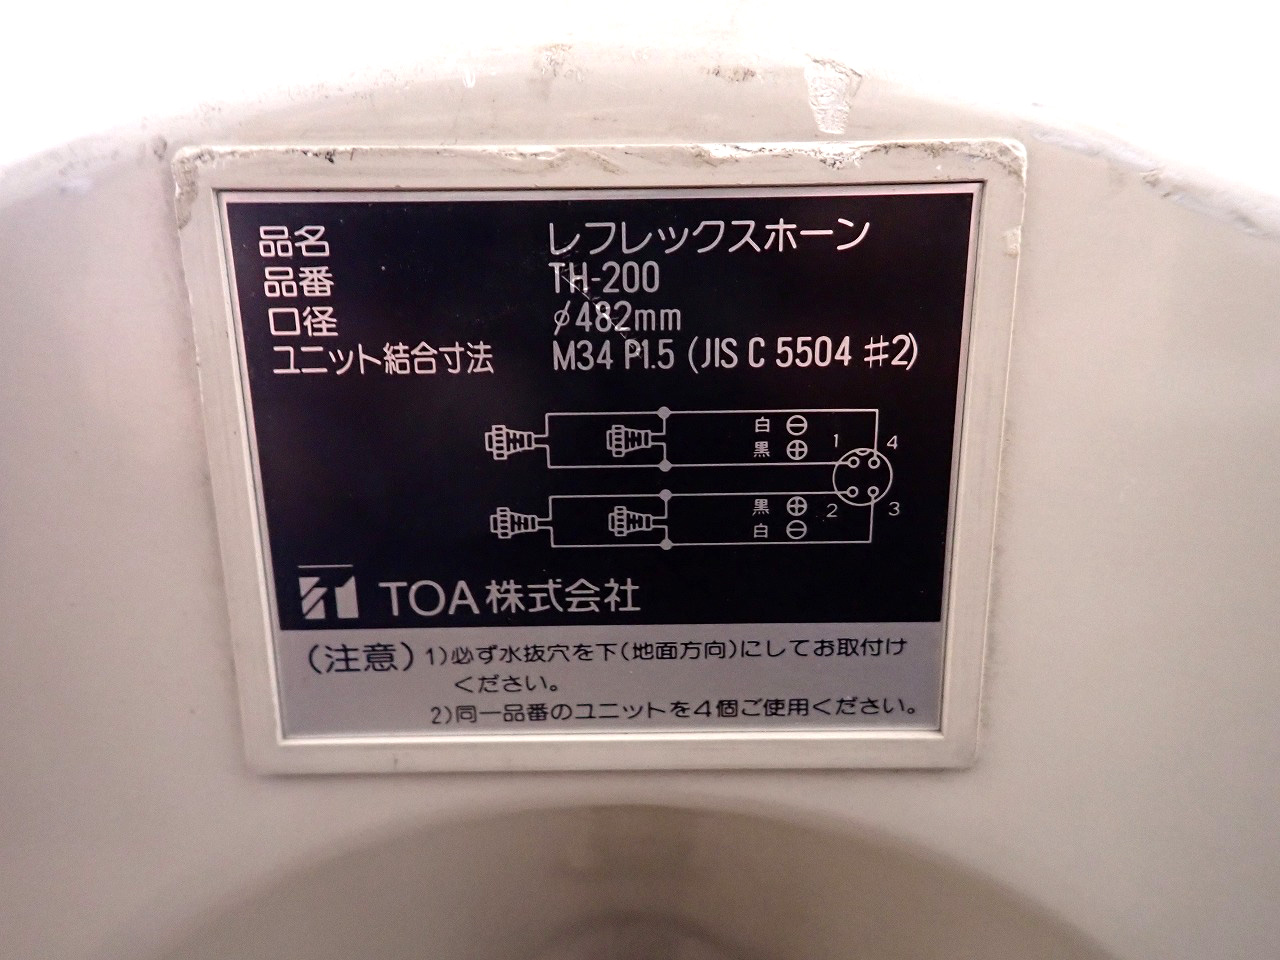 品名 レフレックスホーン
品番 TH-200
口径 φ482mm
ユニット結合寸法 M34 P1.5 (JIS C 5504 #2)
白 ⊖
黒 ⊕ 1 4
黒 ⊕ 2 3
白 ⊖
TOA株式会社
(注意) 1)必ず水抜穴を下(地面方向)にしてお取付け
ください。
2)同一品番のユニットを4個ご使用ください。